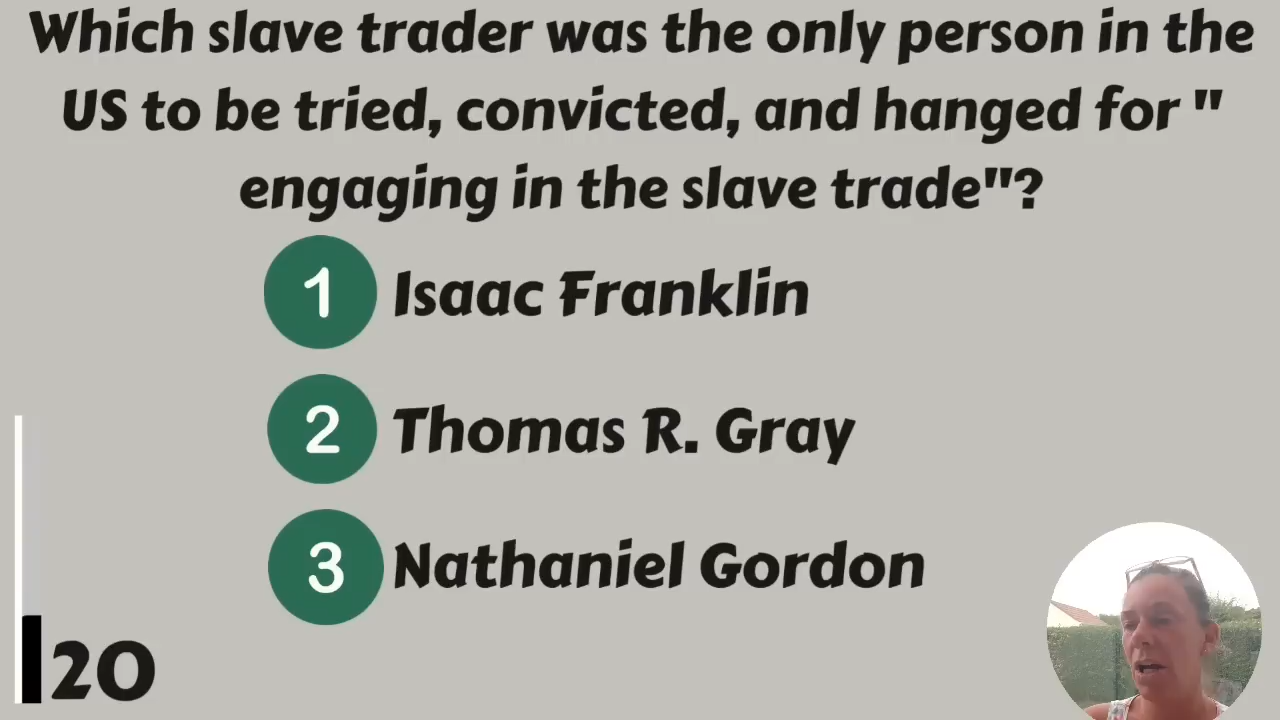 Which slave trader was the only person in the
US to be tried, convicted, and hanged for "
engaging in the slave trade"?
1 Isaac Franklin
2 Thomas R. Gray
3 Nathaniel Gordon
20